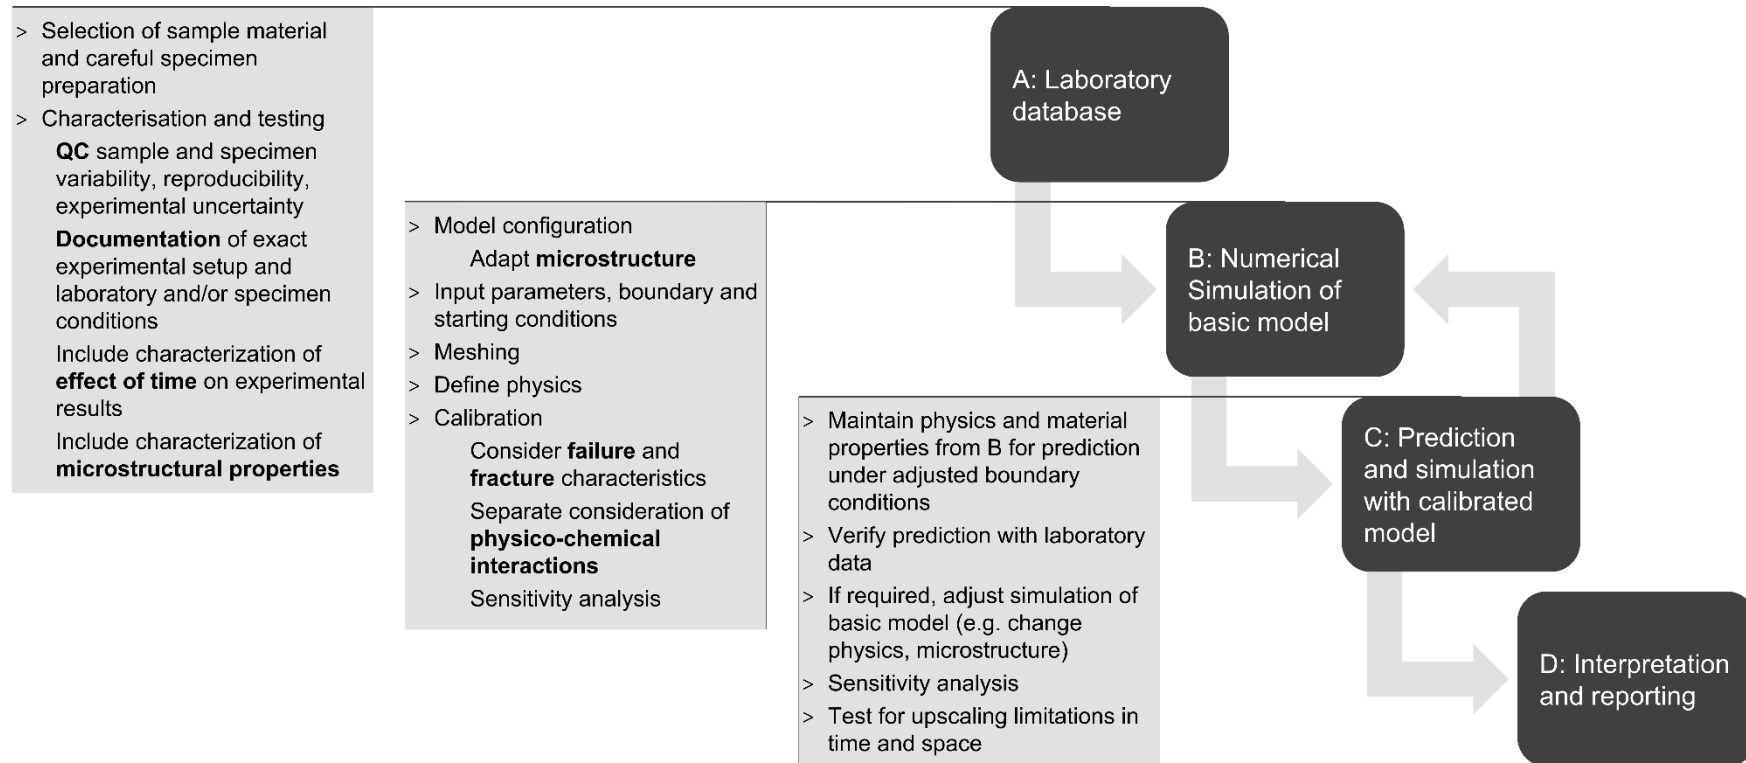 > Selection of sample material
and careful specimen
preparation
> Characterisation and testing
QC sample and specimen
variability, reproducibility,
experimental uncertainty
Documentation of exact
experimental setup and
laboratory and/or specimen
conditions
Include characterization of
effect of time on experimental
results
Include characterization of
microstructural properties
A: Laboratory
database
> Model configuration
Adapt microstructure
> Input parameters, boundary and
starting conditions
> Meshing
> Define physics
> Calibration
Consider failure and
fracture characteristics
Separate consideration of
physico-chemical
interactions
Sensitivity analysis
B: Numerical
Simulation of
basic model
> Maintain physics and material
properties from B for prediction
under adjusted boundary
conditions
> Verify prediction with laboratory
data
> If required, adjust simulation of
basic model (e.g. change
physics, microstructure)
> Sensitivity analysis
> Test for upscaling limitations in
time and space
C: Prediction
and simulation
with calibrated
model
D: Interpretation
and reporting